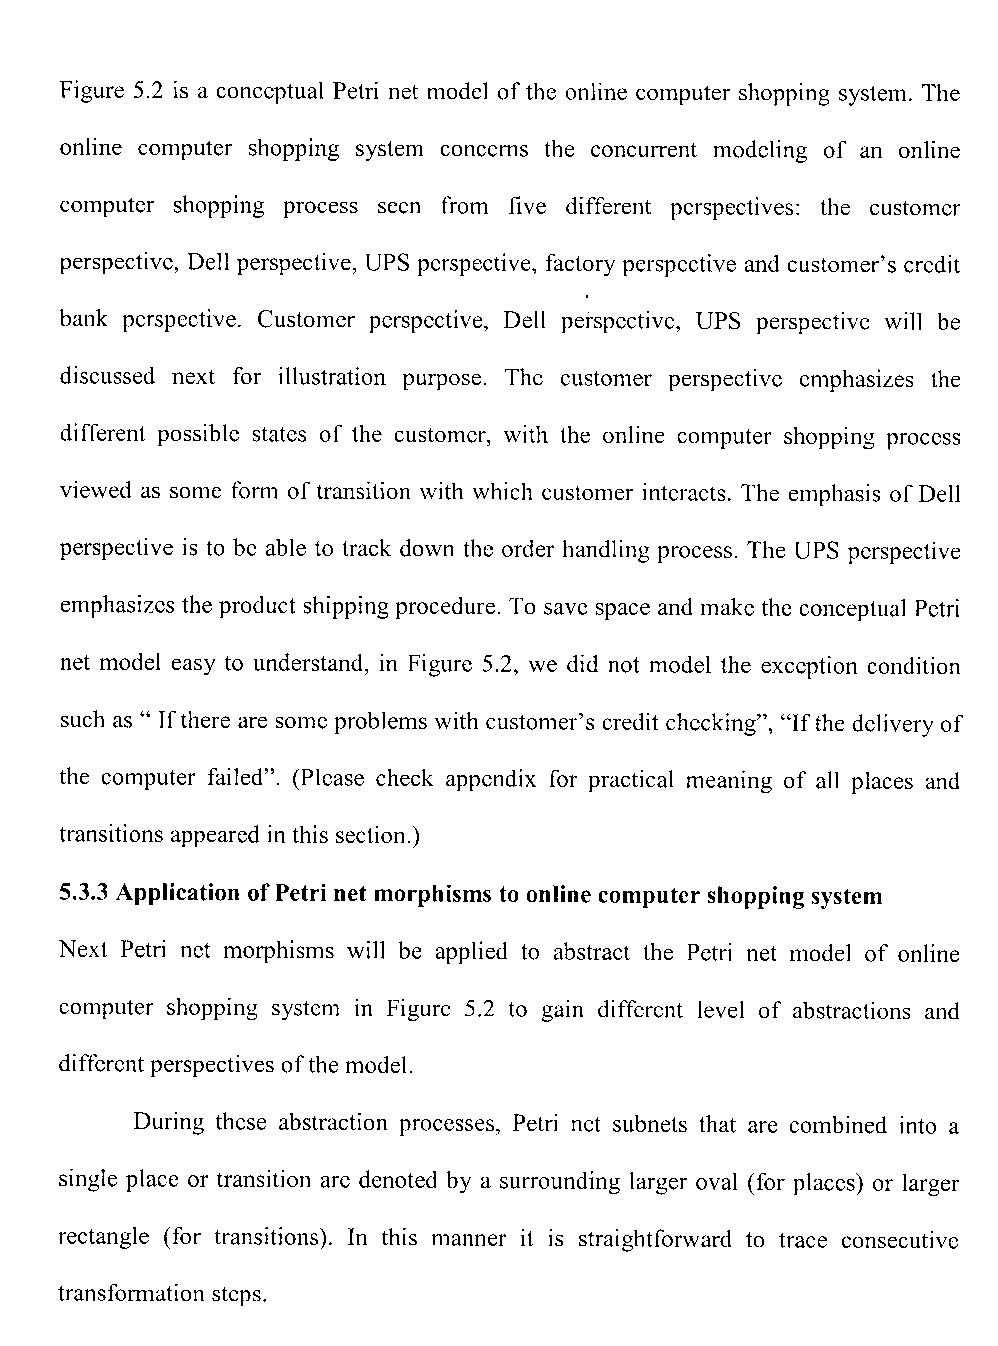 Figure 5.2 is a conceptual Petri net model of the online computer shopping system. The
online computer shopping system concerns the concurrent modeling of an online
computer shopping process seen from five different perspectives: the customer
perspective, Dell perspective, UPS perspective, factory perspective and customer's credit
bank perspective. Customer perspective, Dell perspective, UPS perspective will be
discussed next for illustration purpose. The customer perspective emphasizes the
different possible states of the customer, with the online computer shopping process
viewed as some form of transition with which customer interacts. The emphasis of Dell
perspective is to be able to track down the order handling process. The UPS perspective
emphasizes the product shipping procedure. To save space and make the conceptual Petri
net model easy to understand, in Figure 5.2, we did not model the exception condition
such as “ If there are some problems with customer's credit checking”, “If the delivery of
the computer failed”. (Please check appendix for practical meaning of all places and
transitions appeared in this section.)
5.3.3 Application of Petri net morphisms to online computer shopping system
Next Petri net morphisms will be applied to abstract the Petri net model of online
computer shopping system in Figure 5.2 to gain different level of abstractions and
different perspectives of the model.
During these abstraction processes, Petri net subnets that are combined into a
single place or transition are denoted by a surrounding larger oval (for places) or larger
rectangle (for transitions). In this manner it is straightforward to trace consecutive
transformation steps.